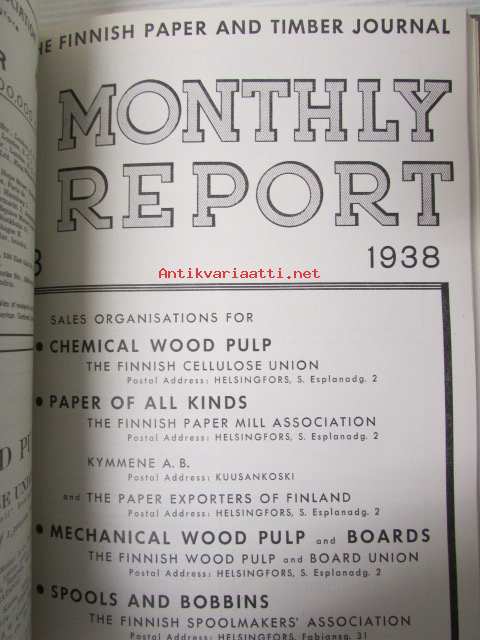 THE FINNISH PAPER AND TIMBER JOURNAL
MONTHLY
REPORT
8 1938
Antikvariaatti.net
SALES ORGANISATIONS FOR
• CHEMICAL WOOD PULP
THE FINNISH CELLULOSE UNION
Postal Address: HELSINGFORS, S. Esplanadg. 2
• PAPER OF ALL KINDS
THE FINNISH PAPER MILL ASSOCIATION
Postal Address: HELSINGFORS, S. Esplanadg. 2
KYMMENE A. B.
Postal Address: KUUSANKOSKI
and THE PAPER EXPORTERS OF FINLAND
Postal Address: HELSINGFORS, S. Esplanadg. 2
• MECHANICAL WOOD PULP and BOARDS
THE FINNISH WOOD PULP and BOARD UNION
Postal Address: HELSINGFORS, S. Esplanadg. 2
• SPOOLS AND BOBBINS
THE FINNISH SPOOLMAKERS' ASSOCIATION
Postal Address: HELSINGFORS, Fabiansg. 31